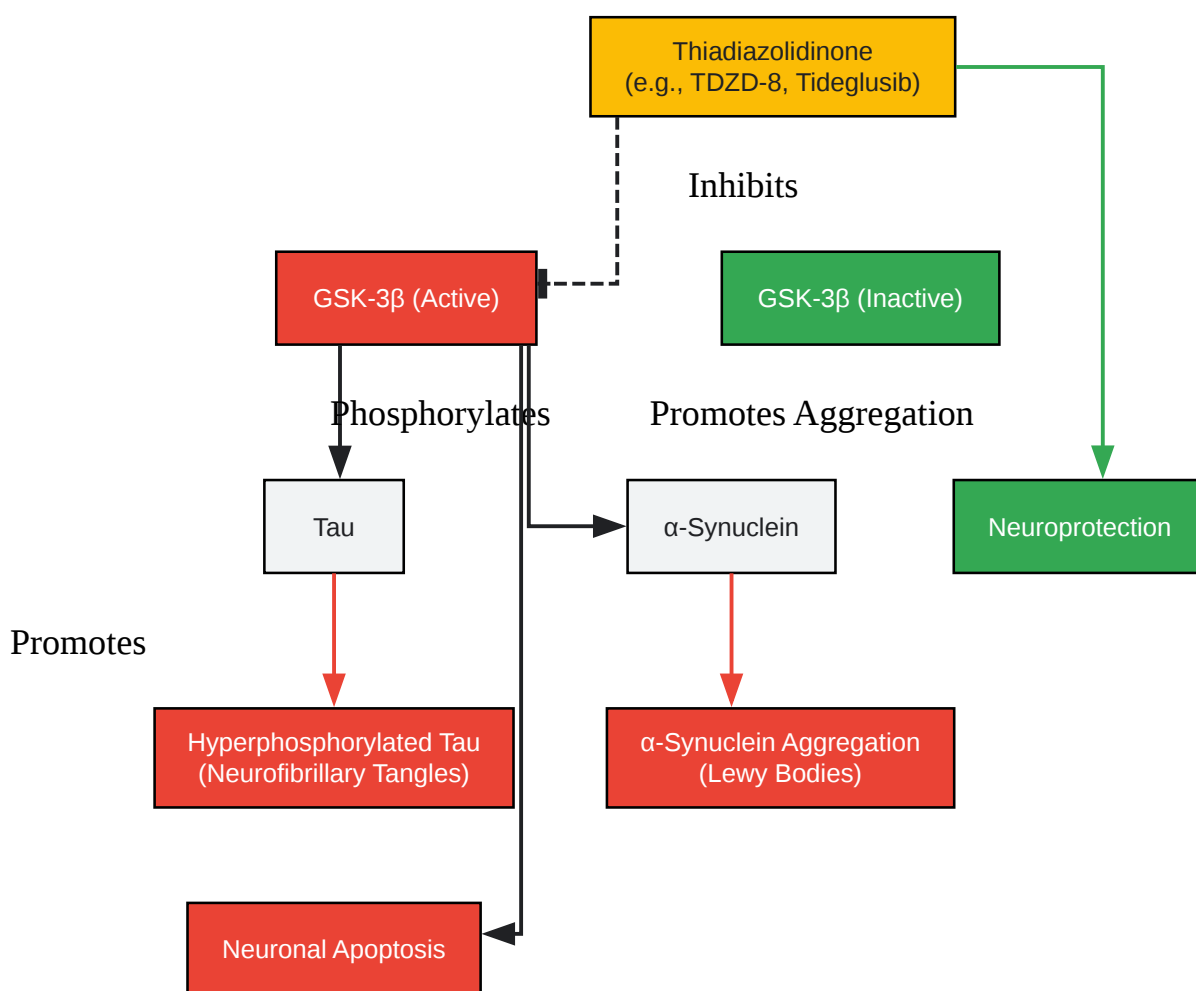 Thiadiazolidinone
(e.g., TDZD-8, Tideglusib)
Inhibits
GSK-3β (Active)
GSK-3β (Inactive)
Phosphorylates
Promotes Aggregation
Tau
α-Synuclein
Neuroprotection
Promotes
Hyperphosphorylated Tau
(Neurofibrillary Tangles)
α-Synuclein Aggregation
(Lewy Bodies)
Neuronal Apoptosis